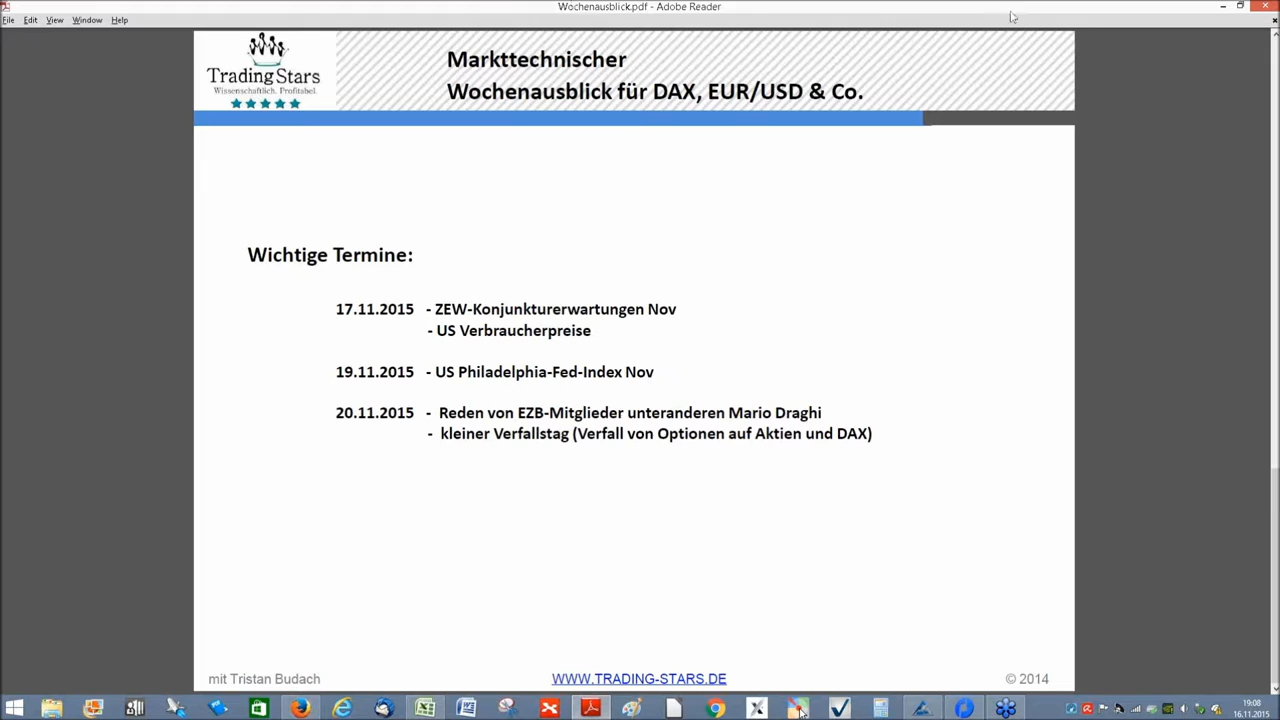 Wochenausblick.pdf - Adobe Reader
File Edit View Window Help
TradingStars
Wissenschaftlich. Profitabel.
Markttechnischer
Wochenausblick für DAX, EUR/USD & Co.
Wichtige Termine:
17.11.2015 - ZEW-Konjunkturerwartungen Nov
- US Verbraucherpreise
19.11.2015 - US Philadelphia-Fed-Index Nov
20.11.2015 - Reden von EZB-Mitglieder unteranderen Mario Draghi
- kleiner Verfallstag (Verfall von Optionen auf Aktien und DAX)
mit Tristan Budach WWW.TRADING-STARS.DE © 2014
19:08
16.11.2015